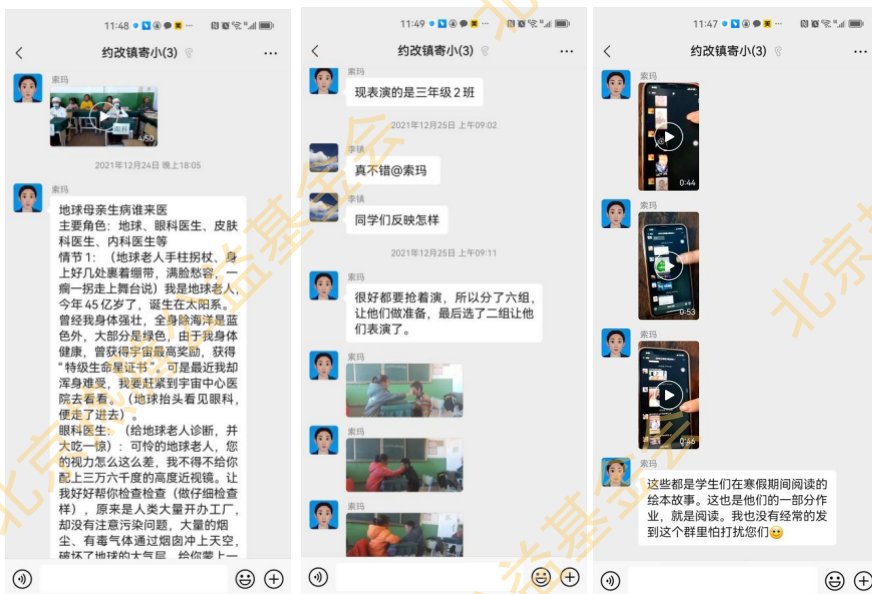 11:48
约改镇寄小(3)
索玛
4:50
2021年12月24日 晚上18:05
索玛
地球母亲生病谁来医
主要角色：地球、眼科医生、皮肤
科医生、内科医生等
情节1：（地球老人手柱拐杖、身
上好几处裹着绷带，满脸愁容，一
瘸一拐走上舞台说）我是地球老人，
今年45亿岁了，诞生在太阳系。
曾经我身体强壮，全身除海洋是蓝
色外，大部分是绿色，由于我身体
健康，曾获得宇宙最高奖励，获得
“特级生命星证书”，可是最近我却
浑身难受，我要赶紧到宇宙中心医
院去看看。（地球抬头看见眼科，
便走了进去）。
眼科医生：（给地球老人诊断，并
大吃一惊）：可怜的地球老人，您
的视力怎么这么差，我不得不给你
配上三万六千度的高度近视镜。让
我好好帮你检查检查（做仔细检查
样），原来是人类大量开办工厂，
却没有注意污染问题，大量的烟
尘、有毒气体通过烟囱冲上天空，
破坏了地球的大气层，给你蒙上一
11:49
约改镇寄小(3)
索玛
现表演的是三年级2班
2021年12月25日 上午09:02
李镇
真不错@索玛
李镇
同学们反映怎样
2021年12月25日 上午09:11
索玛
很好都要抢着演，所以分了六组，
让他们做准备，最后选了二组让他
们表演了。
索玛
索玛
索玛
11:47
约改镇寄小(3)
索玛
0:44
索玛
0:53
索玛
0:46
索玛
这些都是学生们在寒假期间阅读的
绘本故事。这也是他们的一部分作
业，就是阅读。我也没有经常的发
到这个群里怕打扰您们